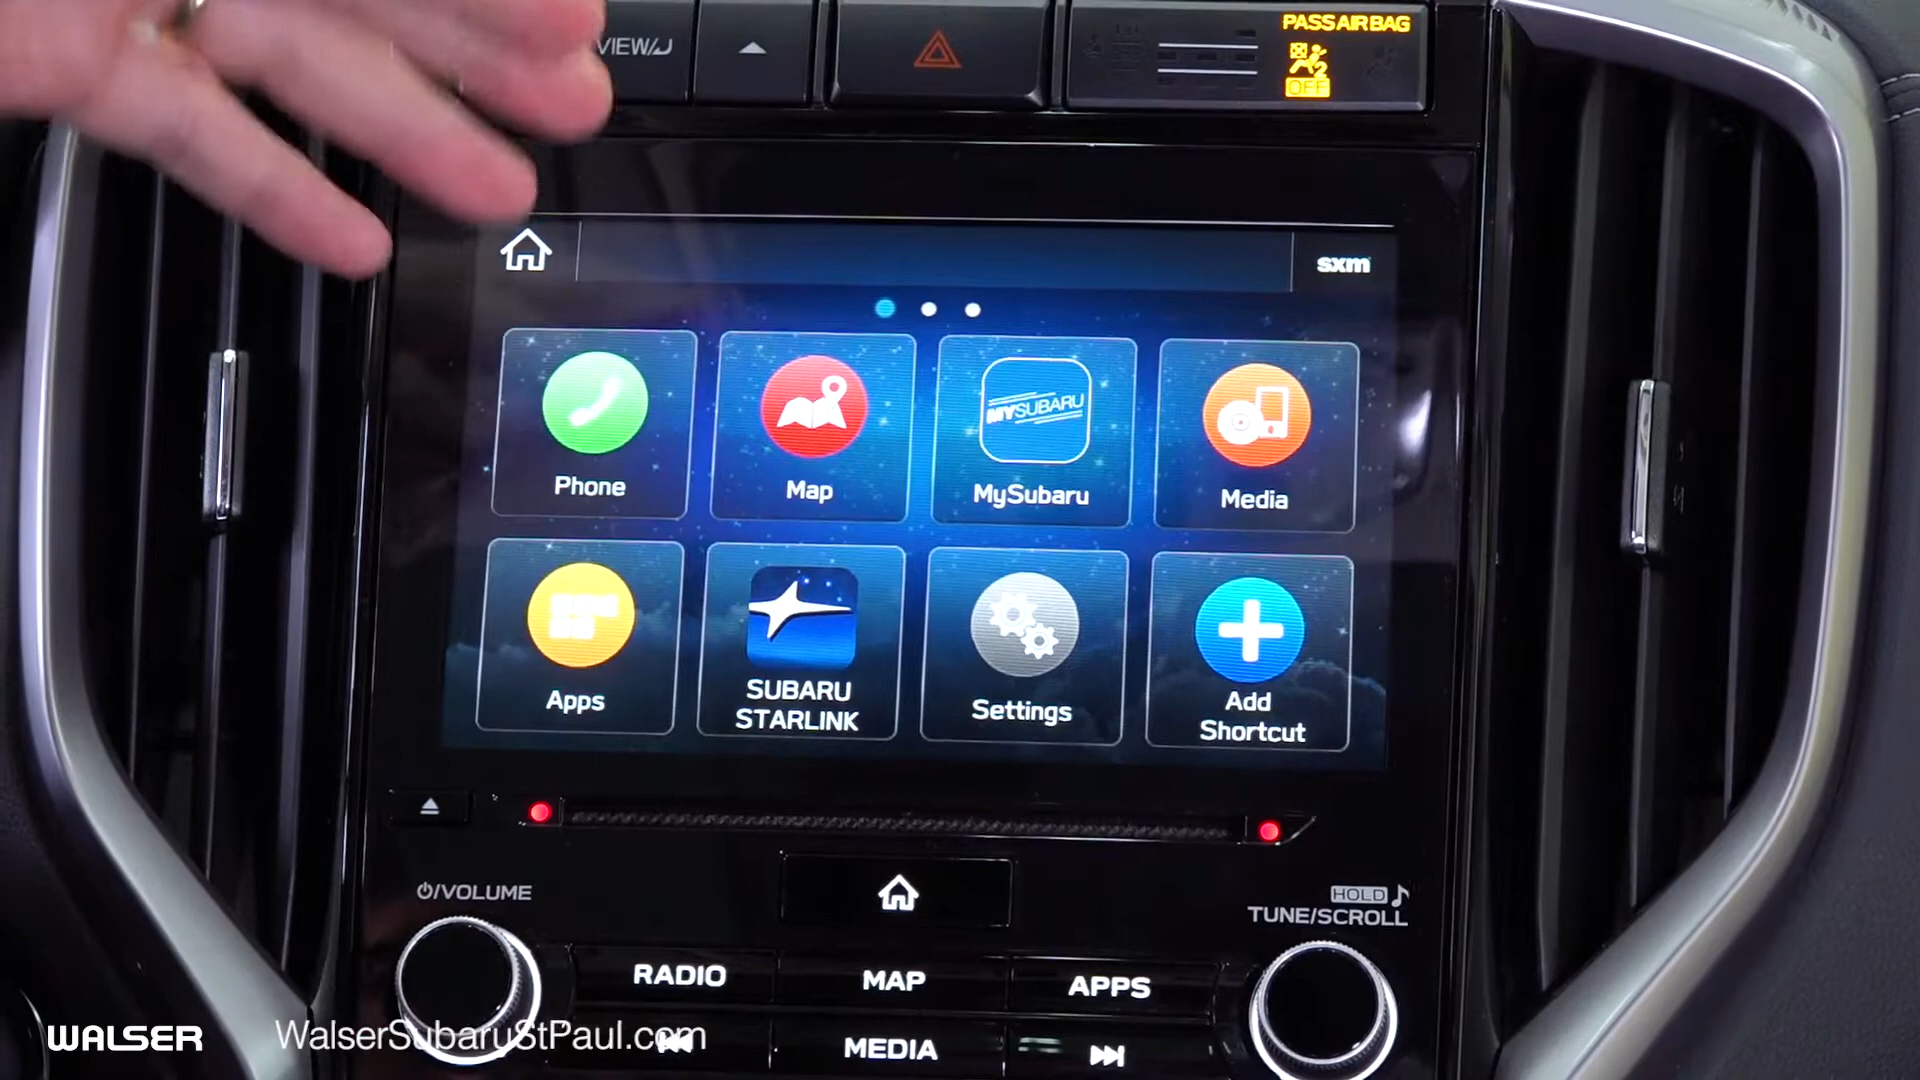 VIEW
PASS AIR BAG
2
OFF
sxm
MYSUBARU
Phone
Map
MySubaru
Media
Apps
SUBARU
STARLINK
Settings
Add
Shortcut
/VOLUME
HOLD
TUNE/SCROLL
RADIO
MAP
APPS
MEDIA
WALSER
WalserSubaruStPaul.com